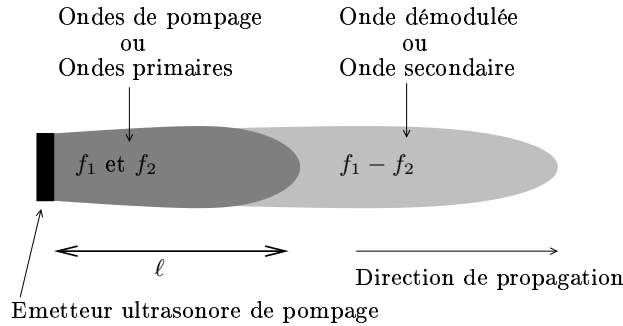 Ondes de pompage
ou
Ondes primaires
Onde démodulée
ou
Onde secondaire
f₁ et f₂
f₁ − f₂
ℓ
Direction de propagation
Emetteur ultrasonore de pompage